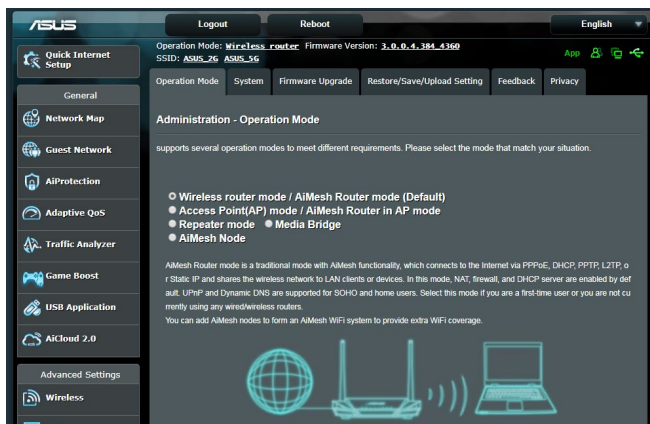 ASUS
Logout
Reboot
English
Quick Internet
Setup
Operation Mode: Wireless router Firmware Version: 3.0.0.4.384_4360
SSID: ASUS_2G ASUS_5G
App
Operation Mode System Firmware Upgrade Restore/Save/Upload Setting Feedback Privacy
General
Network Map
Guest Network
AiProtection
Adaptive QoS
Traffic Analyzer
Game Boost
USB Application
AiCloud 2.0
Advanced Settings
Wireless
Administration - Operation Mode
supports several operation modes to meet different requirements. Please select the mode that match your situation.
Wireless router mode / AiMesh Router mode (Default)
Access Point(AP) mode / AiMesh Router in AP mode
Repeater mode Media Bridge
AiMesh Node
AiMesh Router mode is a traditional mode with AiMesh functionality, which connects to the Internet via PPPoE, DHCP, PPTP, L2TP, o
r Static IP and shares the wireless network to LAN clients or devices. In this mode, NAT, firewall, and DHCP server are enabled by def
ault. UPnP and Dynamic DNS are supported for SOHO and home users. Select this mode if you are a first-time user or you are not cu
rrently using any wired/wireless routers.
You can add AiMesh nodes to form an AiMesh WiFi system to provide extra WiFi coverage.